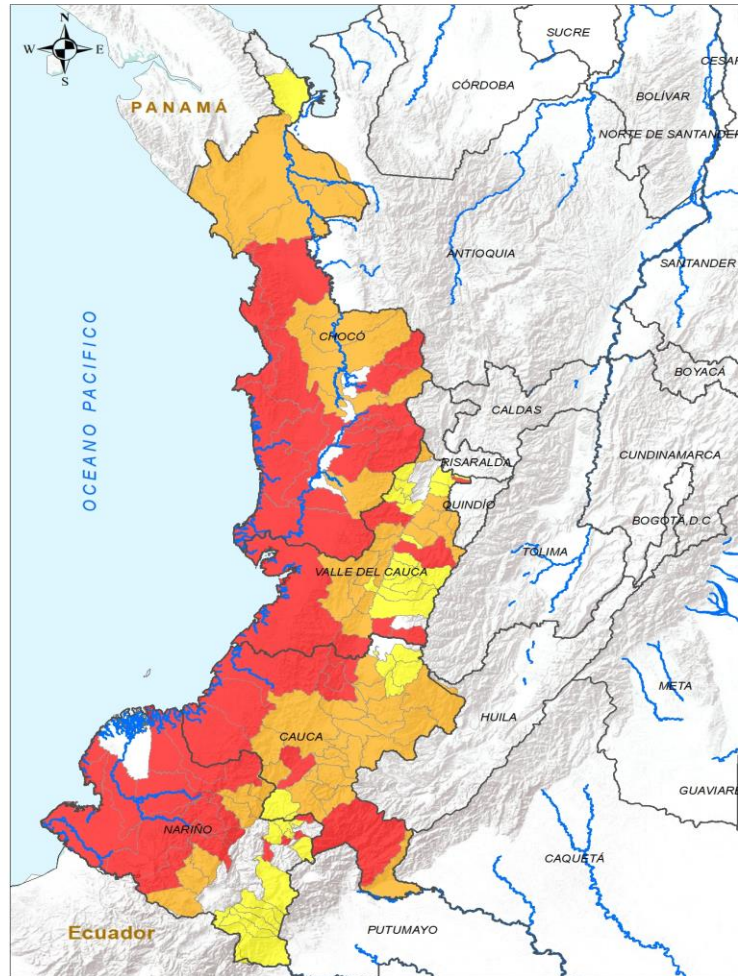 N
W E
S
SUCRE
CESAR
CÓRDOBA
BOLÍVAR
PANAMÁ
NORTE DE SANTANDER
ANTIOQUIA
SANTANDER
OCEANO PACIFICO
CHOCÓ
BOYACÁ
CALDAS
CUNDINAMARCA
RISARALDA
QUINDÍO
BOGOTÁ, D.C
TOLIMA
VALLE DEL CAUCA
META
HUILA
CAUCA
GUAVIARE
NARIÑO
CAQUETÁ
Ecuador
PUTUMAYO